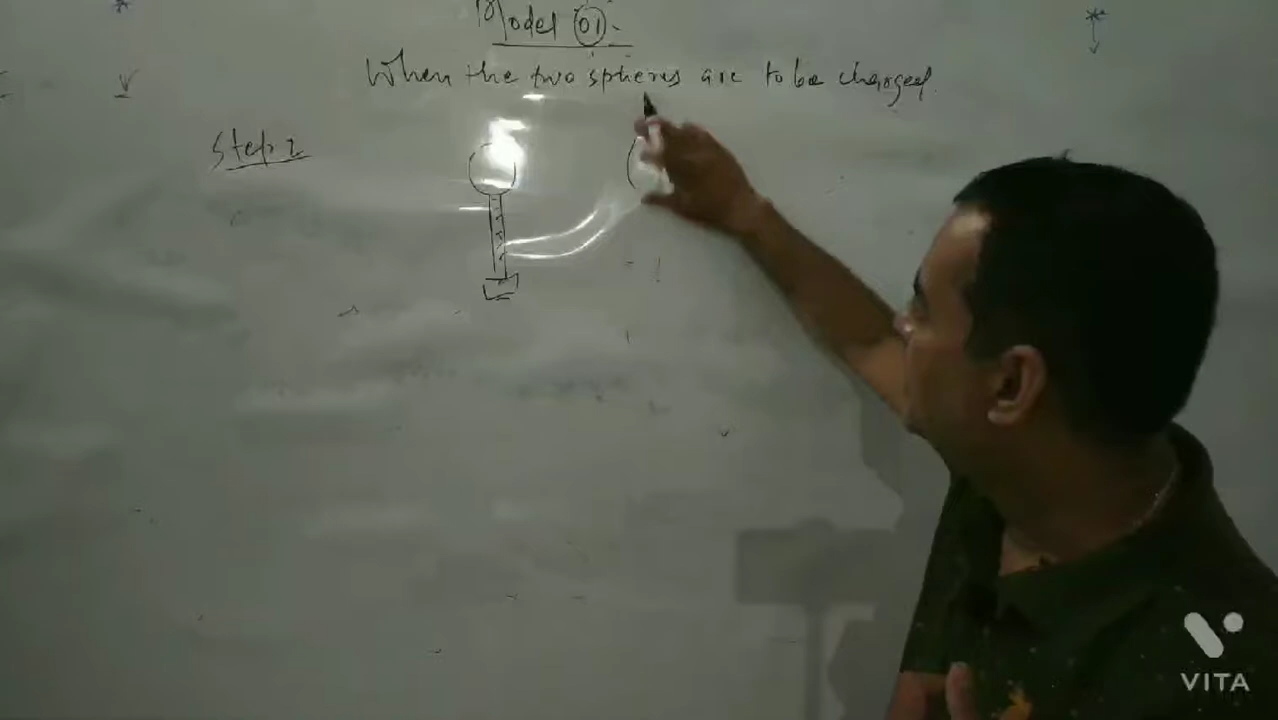 Model 01
When the two spheres are to be charged.
Step 1
VITA